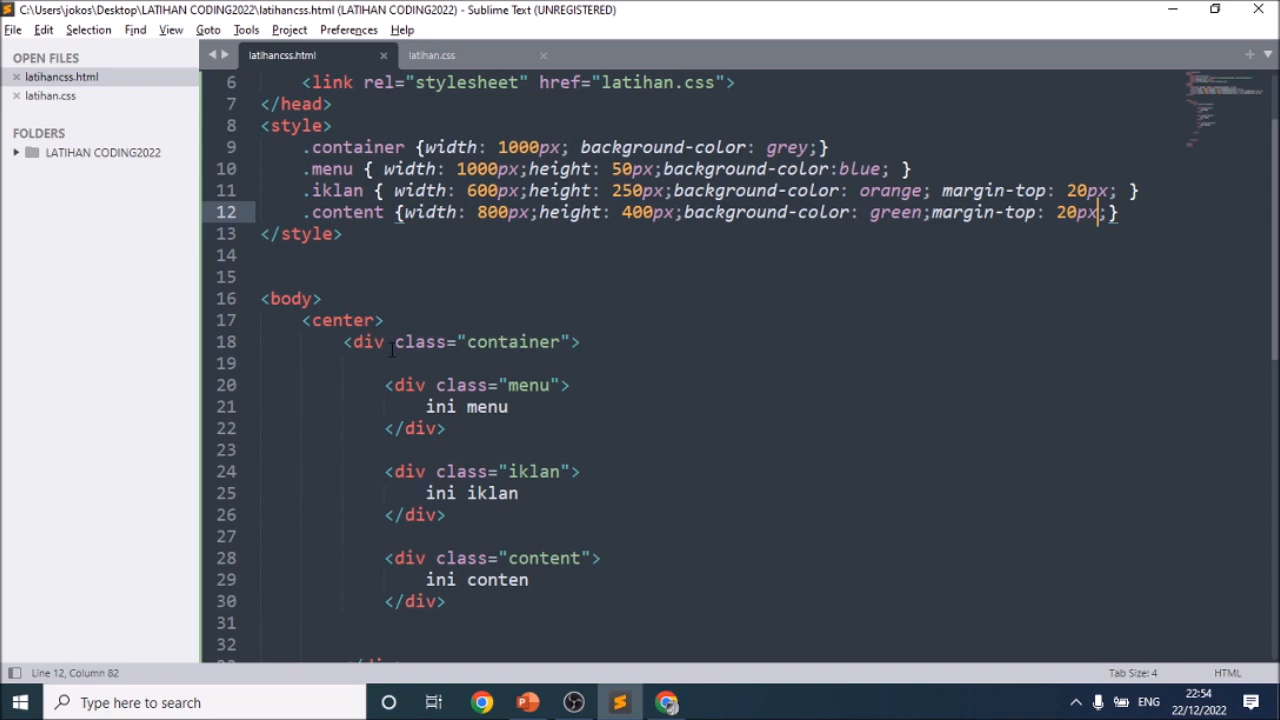 C:\Users\jokos\Desktop\LATIHAN CODING2022\latihancss.html (LATIHAN CODING2022) - Sublime Text (UNREGISTERED)
File Edit Selection Find View Goto Tools Project Preferences Help
OPEN FILES
latihancss.html
latihan.css
FOLDERS
LATIHAN CODING2022
latihancss.html
latihan.css
6 <link rel="stylesheet" href="latihan.css">
7 </head>
8 <style>
9 .container {width: 1000px; background-color: grey;}
10 .menu { width: 1000px;height: 50px;background-color:blue; }
11 .iklan { width: 600px;height: 250px;background-color: orange; margin-top: 20px; }
12 .content {width: 800px;height: 400px;background-color: green;margin-top: 20px;}
13 </style>
14
15
16 <body>
17 <center>
18 <div class="container">
19
20 <div class="menu">
21 ini menu
22 </div>
23
24 <div class="iklan">
25 ini iklan
26 </div>
27
28 <div class="content">
29 ini conten
30 </div>
31
32
Line 12, Column 82
Tab Size: 4
HTML
Type here to search
ENG
22:54
22/12/2022